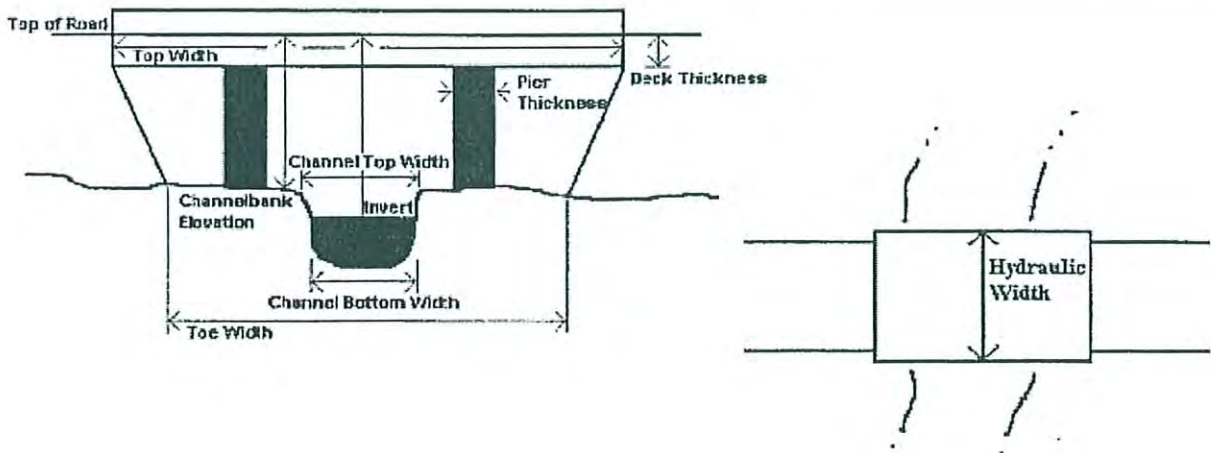 Top of Road
Top Width
Deck Thickness
Pier
Thickness
Channel Top Width
Channelbank
Elevation
Invert
Channel Bottom Width
Toe Width
Hydraulic
Width